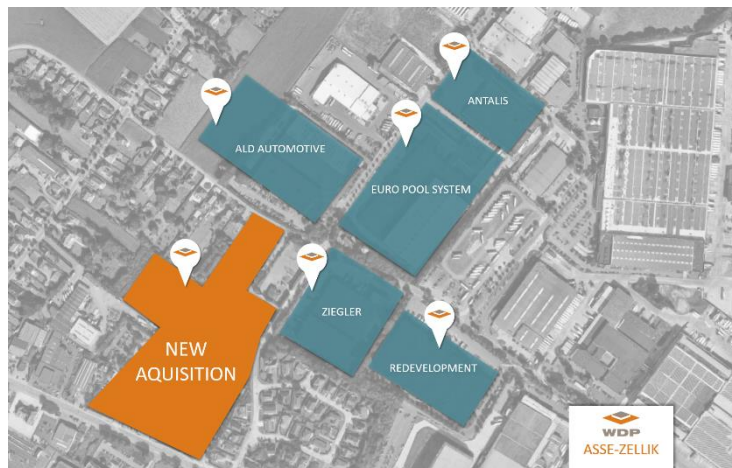 ANTALIS
ALD AUTOMOTIVE
EURO POOL SYSTEM
ZIEGLER
NEW
AQUISITION
REDEVELOPMENT
WDP
ASSE-ZELLIK